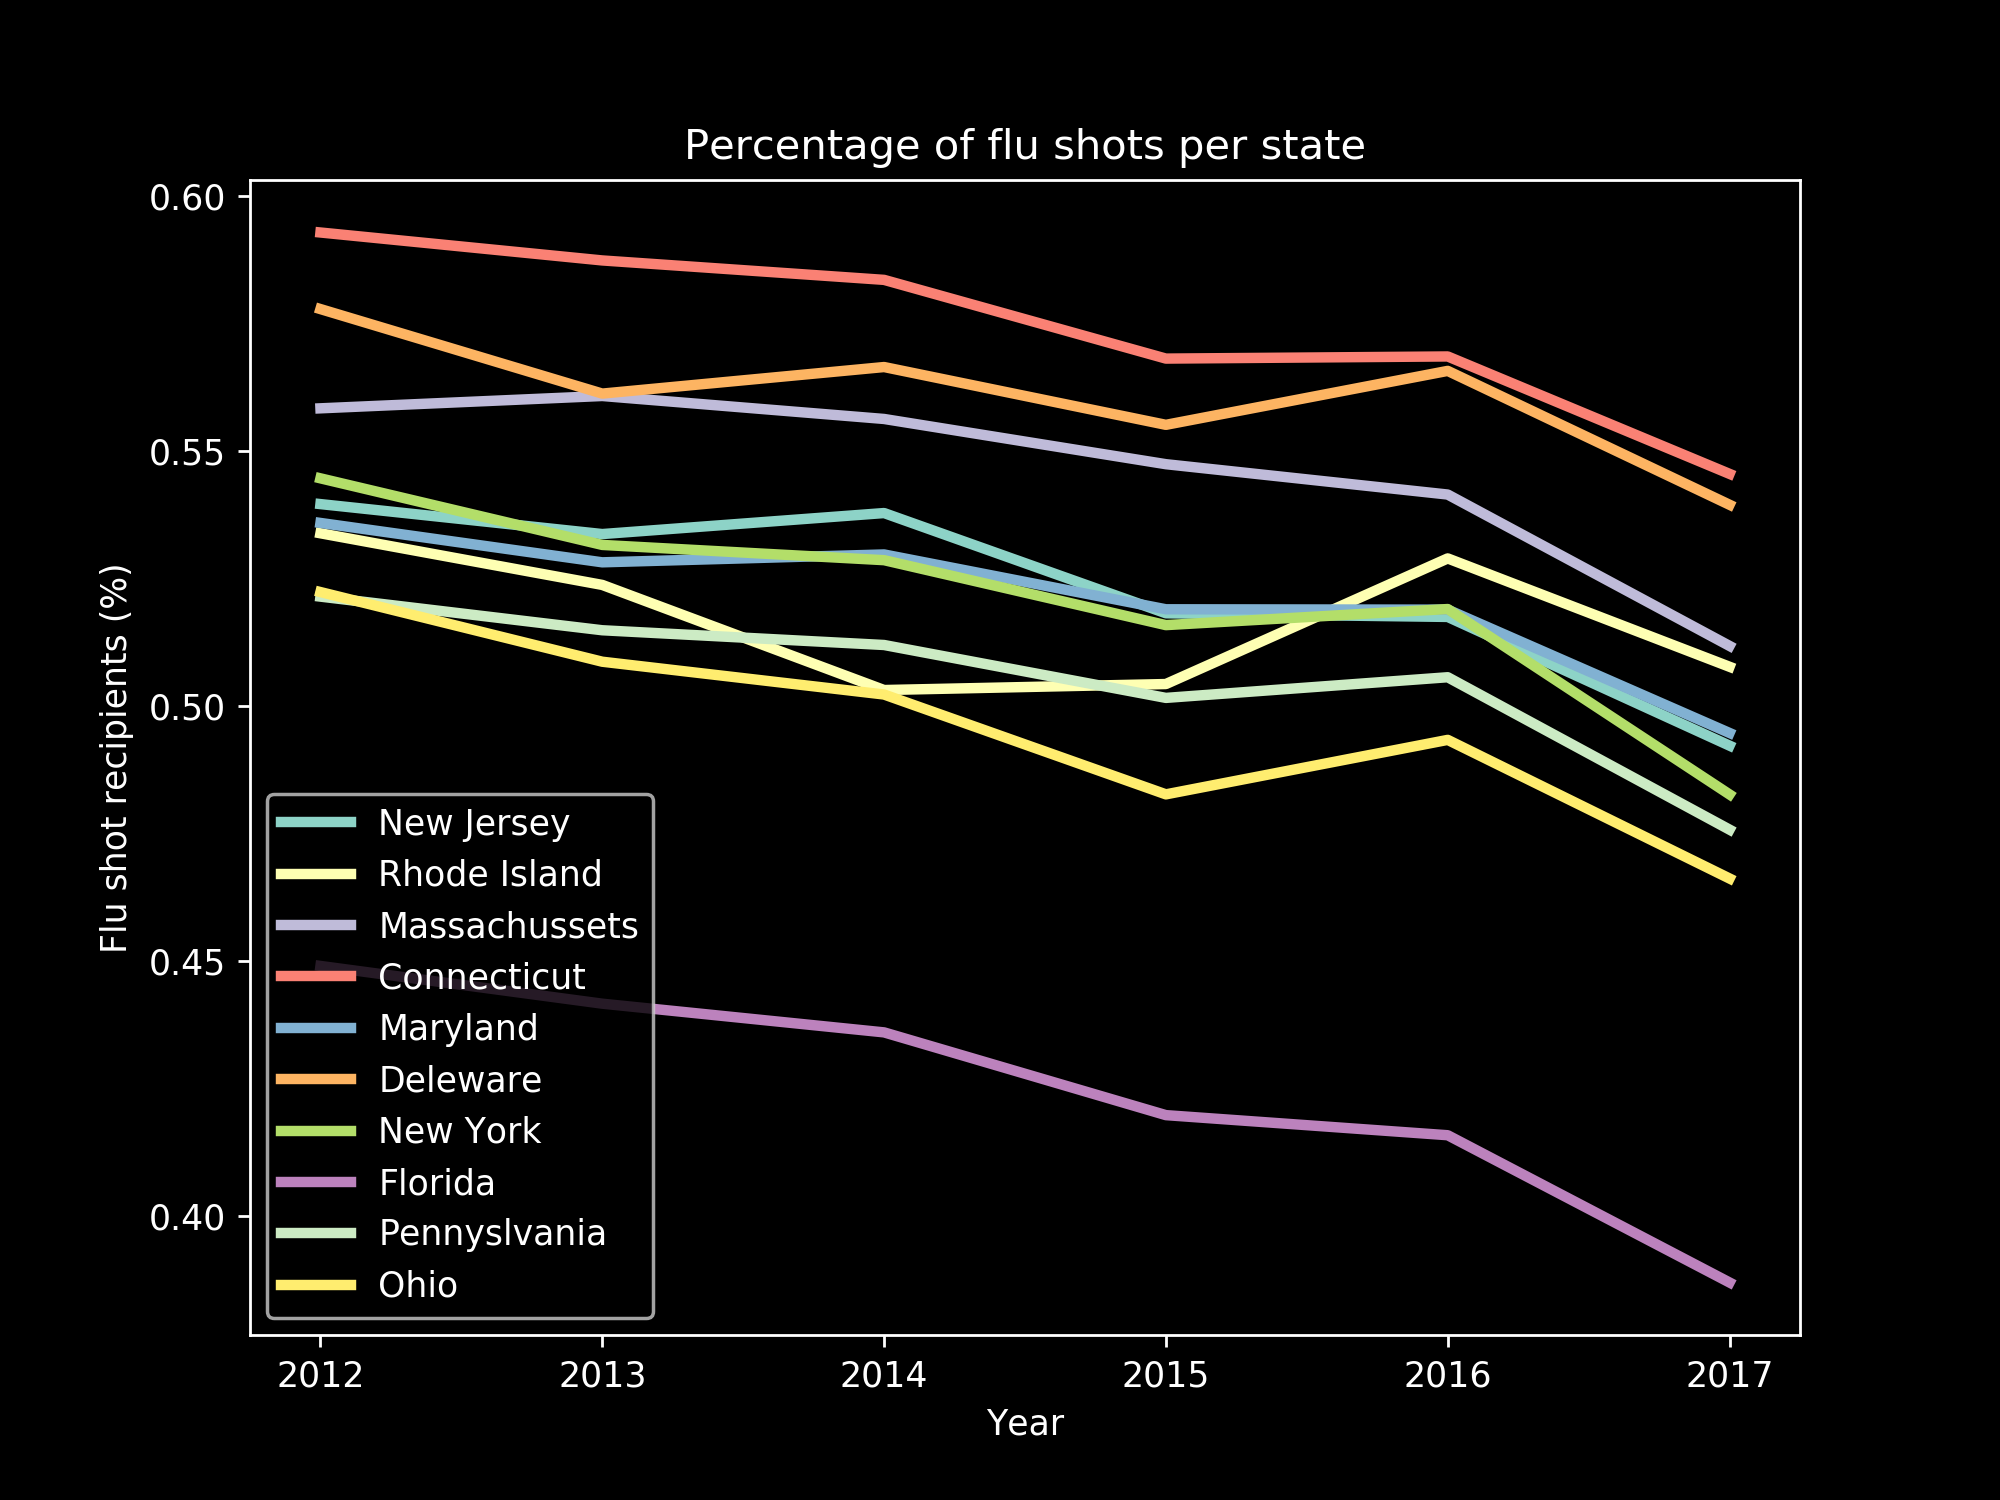 Percentage of flu shots per state
0.60
0.55
0.50
0.45
0.40
Flu shot recipients (%)
New Jersey
Rhode Island
Massachussets
Connecticut
Maryland
Deleware
New York
Florida
Pennyslvania
Ohio
2012 2013 2014 2015 2016 2017
Year